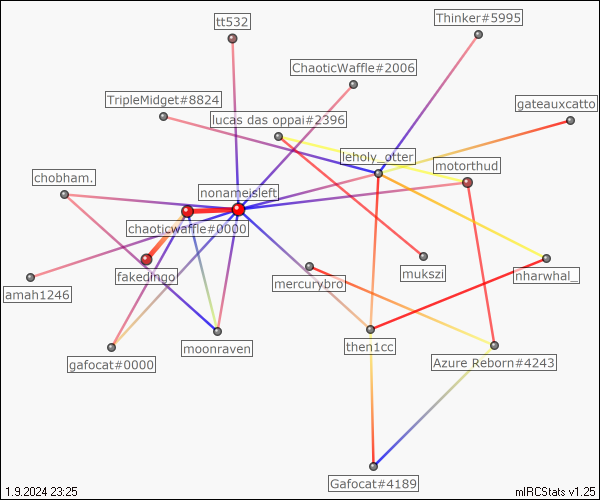 Thinker#5995
tt532
ChaoticWaffle#2006
TripleMidget#8824
gateauxcatto
lucas das oppai#2396
leholy_otter
motorthud
chobham.
nonameisleft
chaoticwaffle#0000
fakedingo
mukszi
nharwhal_
mercurybro
amah1246
moonraven
then1cc
gafocat#0000
Azure Reborn#4243
Gafocat#4189
1.9.2024 23:25
mIRCStats v1.25